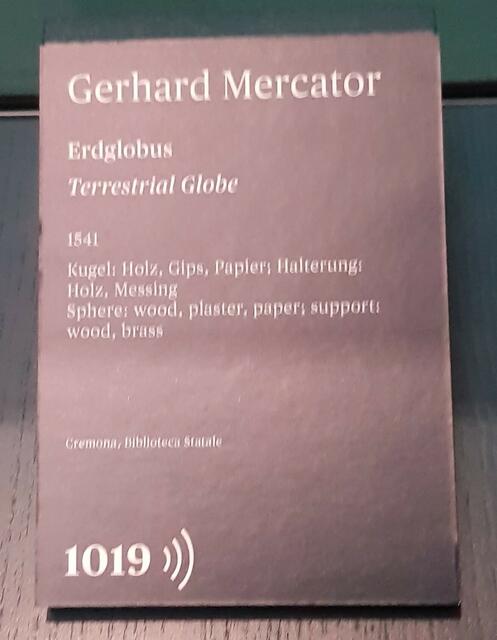 Gerhard Mercator
Erdglobus
Terrestrial Globe
1541
Kugel: Holz, Gips, Papier; Halterung:
Holz, Messing
Sphere: wood, plaster, paper; support:
wood, brass
Cremona, Biblioteca Statale
1019